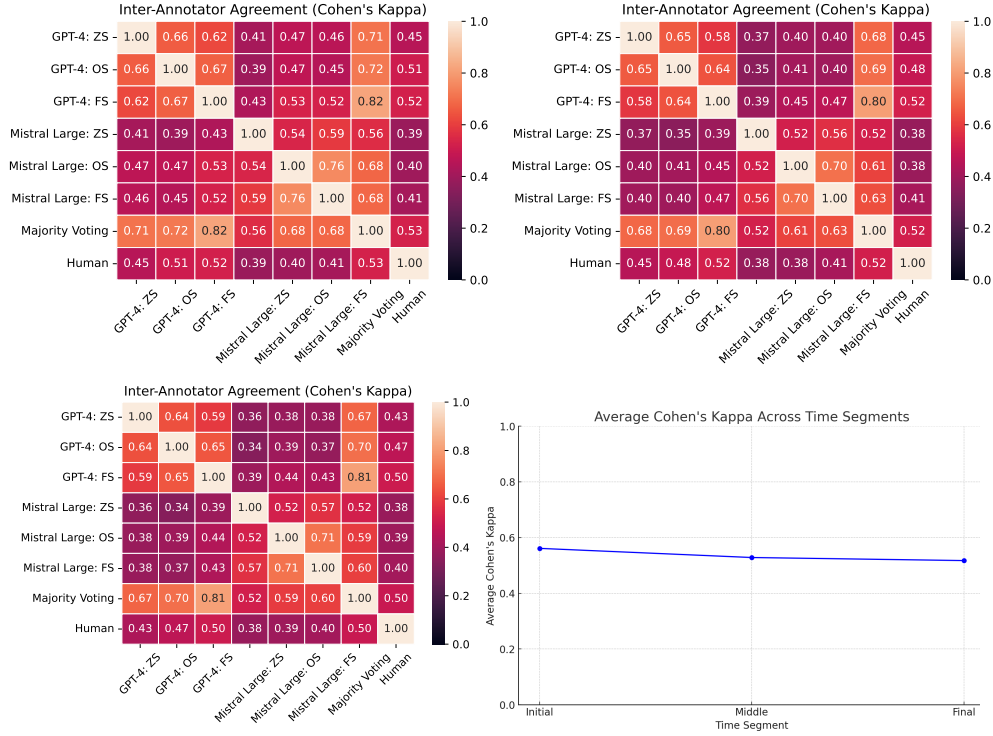 Inter-Annotator Agreement (Cohen's Kappa)
GPT-4: ZS 1.00 0.66 0.62 0.41 0.47 0.46 0.71 0.45
GPT-4: OS 0.66 1.00 0.67 0.39 0.47 0.45 0.72 0.51
GPT-4: FS 0.62 0.67 1.00 0.43 0.53 0.52 0.82 0.52
Mistral Large: ZS 0.41 0.39 0.43 1.00 0.54 0.59 0.56 0.39
Mistral Large: OS 0.47 0.47 0.53 0.54 1.00 0.76 0.68 0.40
Mistral Large: FS 0.46 0.45 0.52 0.59 0.76 1.00 0.68 0.41
Majority Voting 0.71 0.72 0.82 0.56 0.68 0.68 1.00 0.53
Human 0.45 0.51 0.52 0.39 0.40 0.41 0.53 1.00
GPT-4: ZS GPT-4: OS GPT-4: FS Mistral Large: ZS Mistral Large: OS Mistral Large: FS Majority Voting Human
1.0
0.8
0.6
0.4
0.2
0.0
Inter-Annotator Agreement (Cohen's Kappa)
GPT-4: ZS 1.00 0.65 0.58 0.37 0.40 0.40 0.68 0.45
GPT-4: OS 0.65 1.00 0.64 0.35 0.41 0.40 0.69 0.48
GPT-4: FS 0.58 0.64 1.00 0.39 0.45 0.47 0.80 0.52
Mistral Large: ZS 0.37 0.35 0.39 1.00 0.52 0.56 0.52 0.38
Mistral Large: OS 0.40 0.41 0.45 0.52 1.00 0.70 0.61 0.38
Mistral Large: FS 0.40 0.40 0.47 0.56 0.70 1.00 0.63 0.41
Majority Voting 0.68 0.69 0.80 0.52 0.61 0.63 1.00 0.52
Human 0.45 0.48 0.52 0.38 0.38 0.41 0.52 1.00
GPT-4: ZS GPT-4: OS GPT-4: FS Mistral Large: ZS Mistral Large: OS Mistral Large: FS Majority Voting Human
1.0
0.8
0.6
0.4
0.2
0.0
Inter-Annotator Agreement (Cohen's Kappa)
GPT-4: ZS 1.00 0.64 0.59 0.36 0.38 0.38 0.67 0.43
GPT-4: OS 0.64 1.00 0.65 0.34 0.39 0.37 0.70 0.47
GPT-4: FS 0.59 0.65 1.00 0.39 0.44 0.43 0.81 0.50
Mistral Large: ZS 0.36 0.34 0.39 1.00 0.52 0.57 0.52 0.38
Mistral Large: OS 0.38 0.39 0.44 0.52 1.00 0.71 0.59 0.39
Mistral Large: FS 0.38 0.37 0.43 0.57 0.71 1.00 0.60 0.40
Majority Voting 0.67 0.70 0.81 0.52 0.59 0.60 1.00 0.50
Human 0.43 0.47 0.50 0.38 0.39 0.40 0.50 1.00
GPT-4: ZS GPT-4: OS GPT-4: FS Mistral Large: ZS Mistral Large: OS Mistral Large: FS Majority Voting Human
1.0
0.8
0.6
0.4
0.2
0.0
Average Cohen's Kappa Across Time Segments
Average Cohen's Kappa
1.0
0.8
0.6
0.4
0.2
0.0
Initial Middle Final
Time Segment